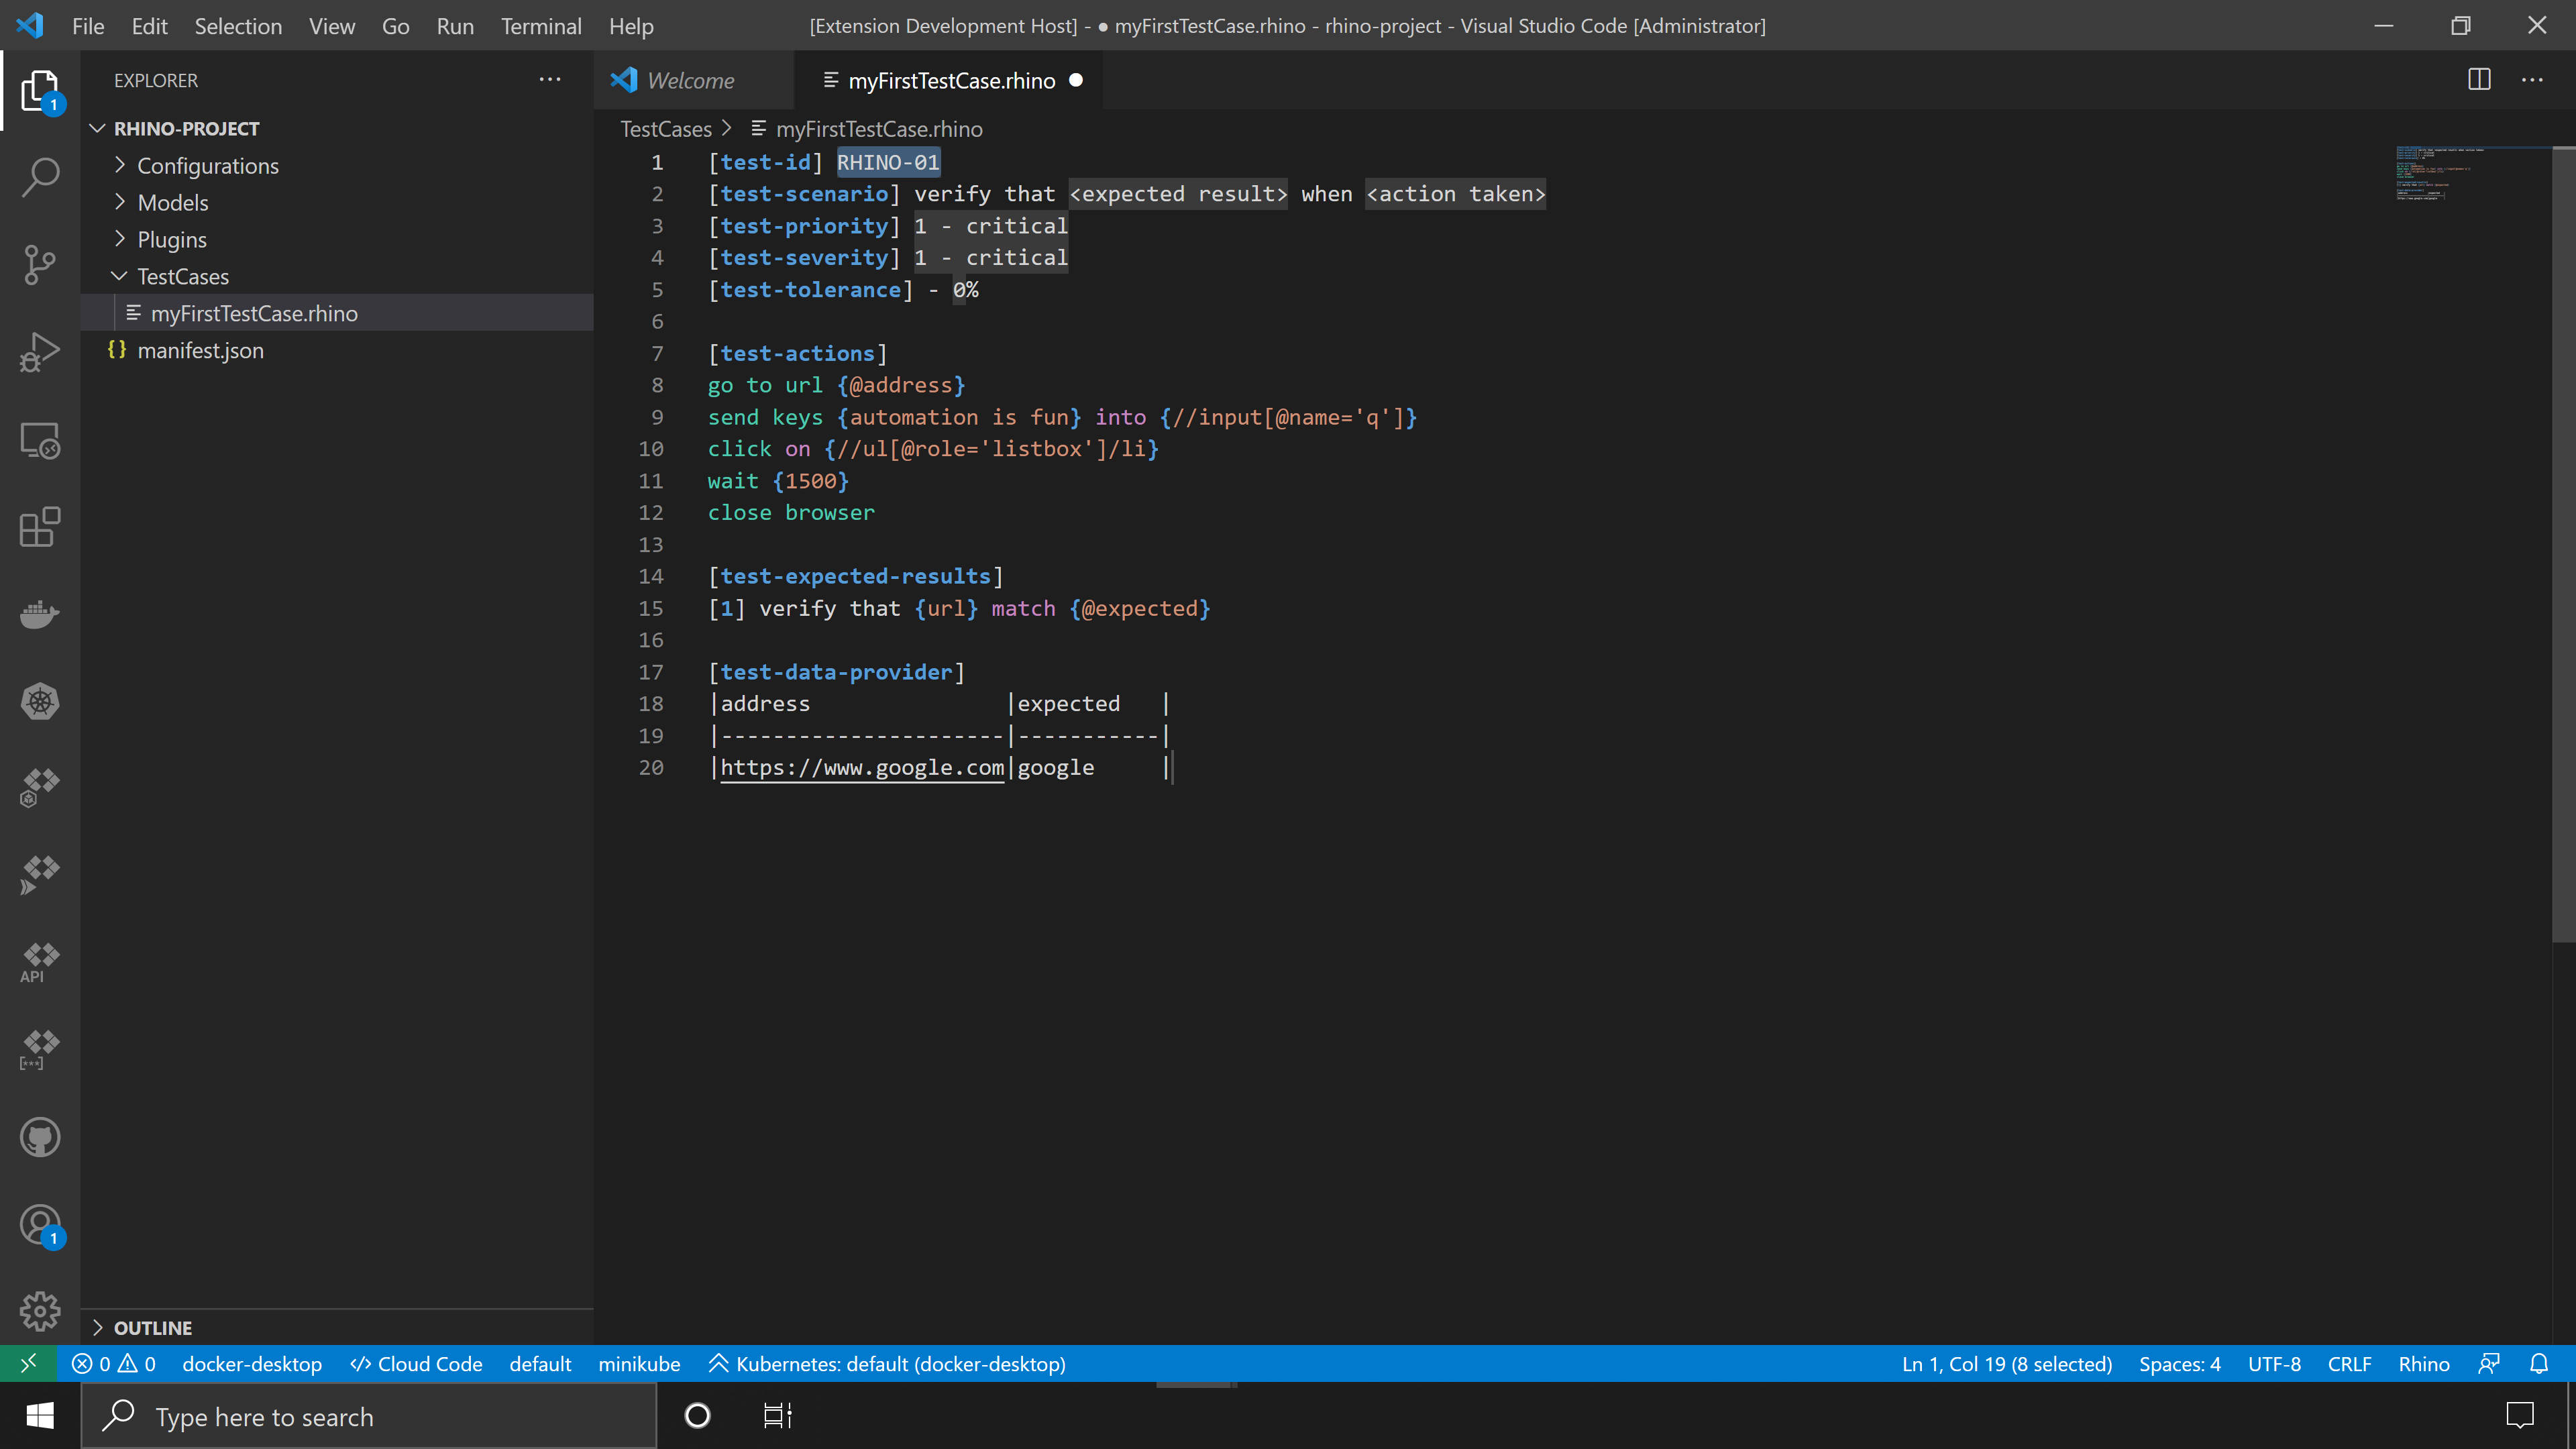 File Edit Selection View Go Run Terminal Help
[Extension Development Host] - ● myFirstTestCase.rhino - rhino-project - Visual Studio Code [Administrator]
EXPLORER
Welcome
myFirstTestCase.rhino
1
RHINO-PROJECT
Configurations
Models
Plugins
TestCases
myFirstTestCase.rhino
{} manifest.json
API
[***]
1
OUTLINE
TestCases > myFirstTestCase.rhino
1 [test-id] RHINO-01
2 [test-scenario] verify that <expected result> when <action taken>
3 [test-priority] 1 - critical
4 [test-severity] 1 - critical
5 [test-tolerance] - 0%
6
7 [test-actions]
8 go to url {@address}
9 send keys {automation is fun} into {//input[@name='q']}
10 click on {//ul[@role='listbox']/li}
11 wait {1500}
12 close browser
13
14 [test-expected-results]
15 [1] verify that {url} match {@expected}
16
17 [test-data-provider]
18 |address               |expected   |
19 |----------------------|-----------|
20 |https://www.google.com|google     |
0 0 docker-desktop </> Cloud Code default minikube Kubernetes: default (docker-desktop) Ln 1, Col 19 (8 selected) Spaces: 4 UTF-8 CRLF Rhino
Type here to search